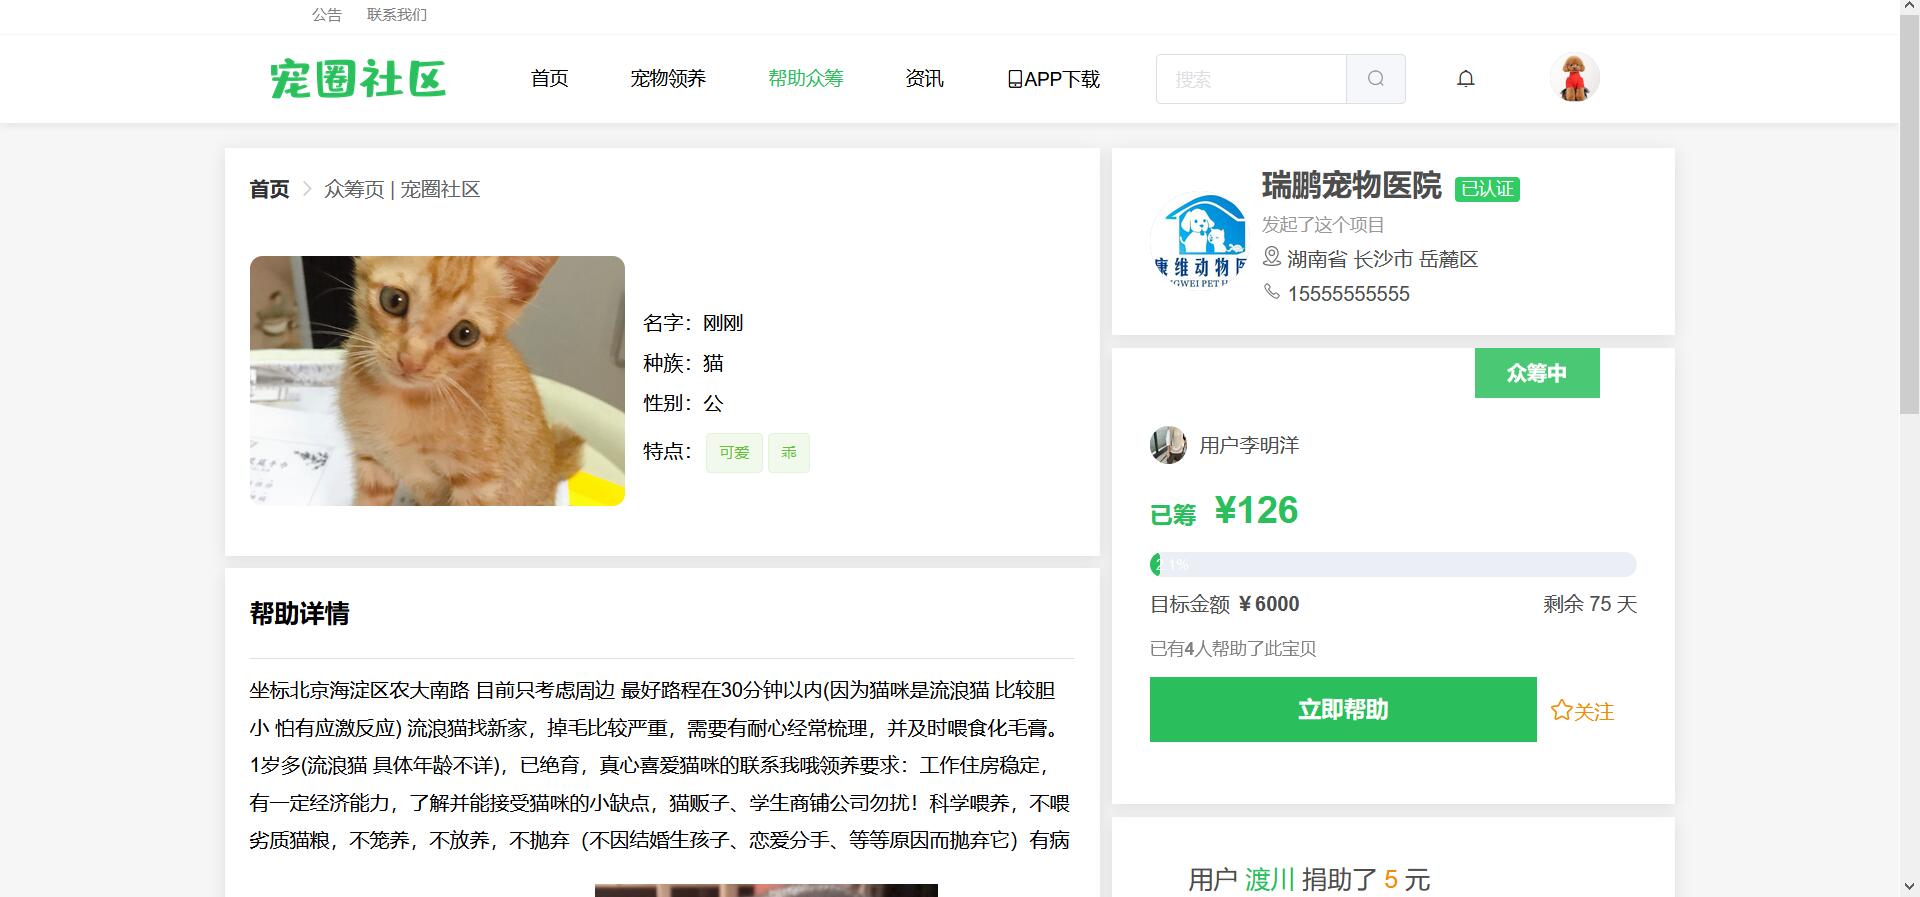 公告 联系我们
宠圈社区 首页 宠物领养 帮助众筹 资讯 APP下载 搜索
首页 > 众筹页 | 宠圈社区
名字：刚刚
种族：猫
性别：公
特点： 可爱 乖
帮助详情
坐标北京海淀区农大南路 目前只考虑周边 最好路程在30分钟以内(因为猫咪是流浪猫 比较胆
小 怕有应激反应) 流浪猫找新家，掉毛比较严重，需要有耐心经常梳理，并及时喂食化毛膏。
1岁多(流浪猫 具体年龄不详)，已绝育，真心喜爱猫咪的联系我哦领养要求：工作住房稳定，
有一定经济能力，了解并能接受猫咪的小缺点，猫贩子、学生商铺公司勿扰！科学喂养，不喂
劣质猫粮，不笼养，不放养，不抛弃（不因结婚生孩子、恋爱分手、等等原因而抛弃它）有病
瑞鹏宠物医院 已认证
发起了这个项目
湖南省 长沙市 岳麓区
15555555555
康维动物医
NGWEI PET H
众筹中
用户李明洋
已筹 ¥126
2.1%
目标金额 ¥6000 剩余 75 天
已有4人帮助了此宝贝
立即帮助 关注
用户 渡川 捐助了 5 元